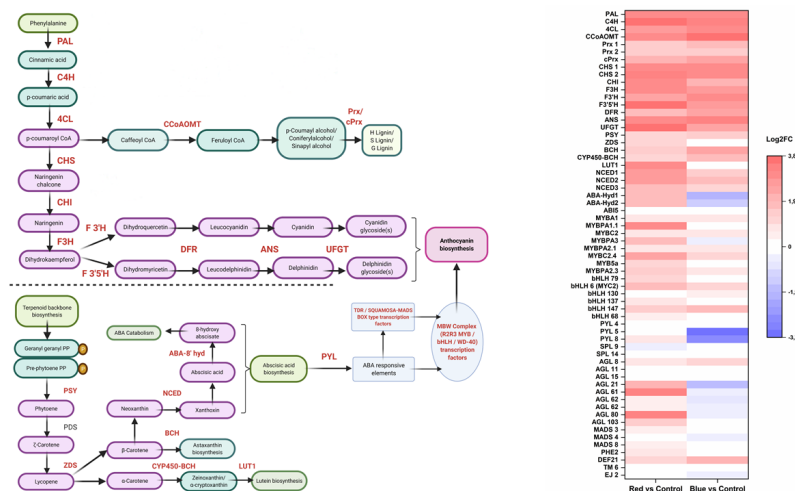 Phenylalanine
PAL
Cinnamic acid
C4H
p-coumaric acid
4CL
p-coumaroyl CoA
CCoAOMT
Caffeoyl CoA
Feruloyl CoA
p-Coumayl alcohol/
Coniferylalcohol/
Sinapyl alcohol
Prx/
cPrx
H Lignin/
S Lignin/
G Lignin
CHS
Naringenin
chalcone
CHI
Naringenin
F3H
Dihydrokaempferol
F 3'H
Dihydroquercetin
Leucocyanidin
Cyanidin
Cyanidin
glycoside(s)
DFR
ANS
UFGT
F 3'5'H
Dihydromyricetin
Leucodelphinidin
Delphinidin
Delphinidin
glycoside(s)
Anthocyanin
biosynthesis
Terpenoid backbone
biosynthesis
Geranyl geranyl PP
Pre-phytoene PP
PSY
Phytoene
PDS
ζ-Carotene
ZDS
Lycopene
ABA Catabolism
8-hydroxy
abscisate
ABA-8' hyd
Abscisic acid
NCED
Neoxanthin
Xanthoxin
BCH
β-Carotene
Astaxanthin
biosynthesis
CYP450-BCH
α-Carotene
Zeinoxanthin/
α-cryptoxanthin
LUT1
Lutein biosynthesis
Abscisic acid
biosynthesis
PYL
TDR / SQUAMOSA-MADS
BOX type transcription
factors
ABA responsive
elements
MBW Complex
(R2R3 MYB
/ bHLH / WD-40)
transcription
factors
PAL
C4H
4CL
CCoAOMT
Prx 1
Prx 2
cPrx
CHS 1
CHS 2
CHI
F3H
F3'H
F3'5'H
DFR
ANS
UFGT
PSY
ZDS
BCH
CYP450-BCH
LUT1
NCED1
NCED2
NCED3
ABA-Hyd1
ABA-Hyd2
ABI5
MYBA1
MYBPA1.1
MYBC2
MYBPA3
MYBPA2.1
MYBC2.4
MYB5a
MYBPA2.3
bHLH 79
bHLH 6 (MYC2)
bHLH 130
bHLH 137
bHLH 147
bHLH 68
PYL 4
PYL 5
PYL 8
SPL 9
SPL 14
AGL 8
AGL 11
AGL 15
AGL 21
AGL 61
AGL 62
AGL 62
AGL 80
AGL 103
MADS 3
MADS 4
MADS 8
PHE2
DEF21
TM 6
EJ 2
Red vs Control
Blue vs Control
Log2FC
0